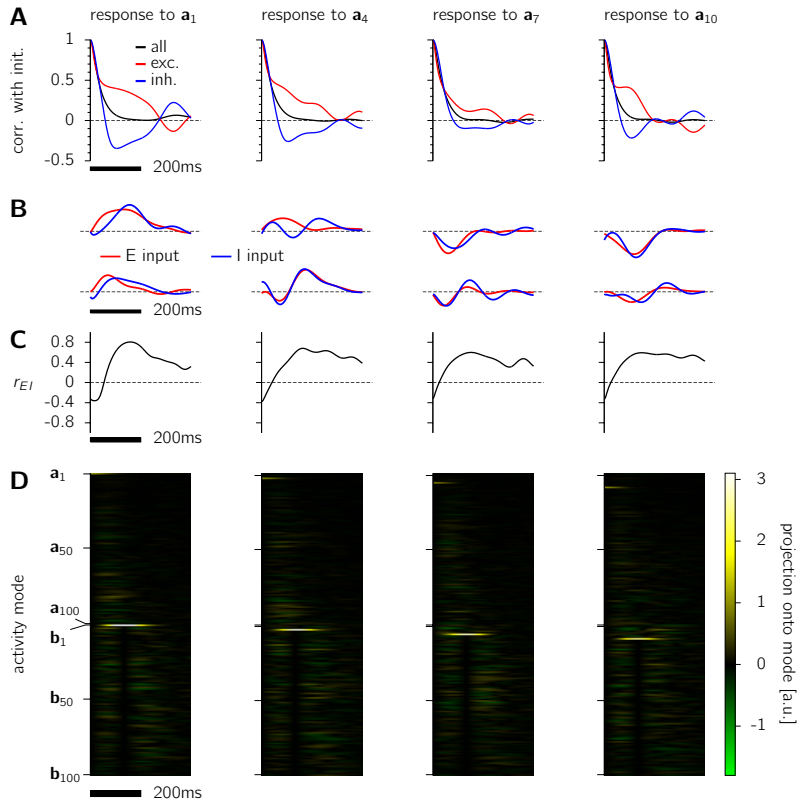 A
response to a1
response to a4
response to a7
response to a10
corr. with init.
1
0.5
0
-0.5
all
exc.
inh.
200ms
B
E input
I input
200ms
C
rEI
0.8
0.4
0
-0.4
-0.8
200ms
D
activity mode
a1
a50
a100
b1
b50
b100
200ms
3
2
1
0
-1
projection onto mode [a.u.]